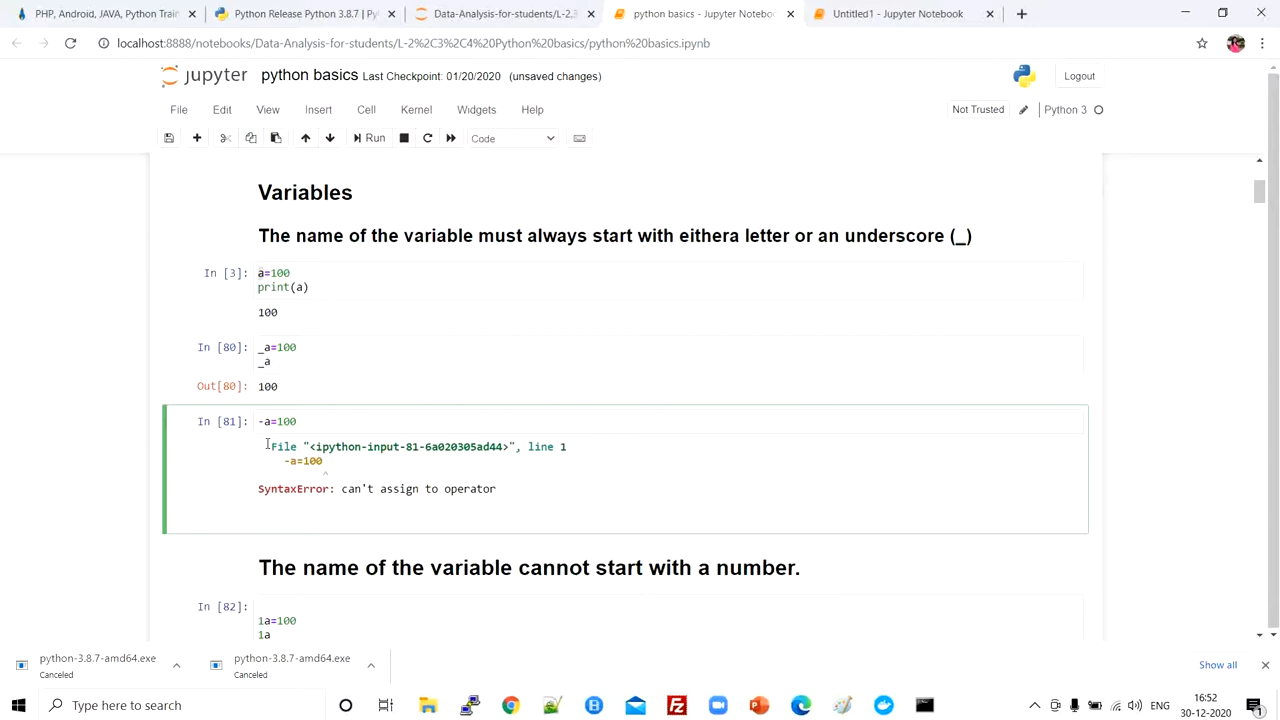 PHP, Android, JAVA, Python Train
Python Release Python 3.8.7 | Py
Data-Analysis-for-students/L-2,3
python basics - Jupyter Noteboo
Untitled1 - Jupyter Notebook
localhost:8888/notebooks/Data-Analysis-for-students/L-2%2C3%2C4%20Python%20basics/python%20basics.ipynb
jupyter python basics Last Checkpoint: 01/20/2020 (unsaved changes)
Logout
File Edit View Insert Cell Kernel Widgets Help
Not Trusted Python 3
Run Code
Variables
The name of the variable must always start with eithera letter or an underscore (_)
In [3]: a=100
print(a)
100
In [80]: _a=100
_a
Out[80]: 100
In [81]: -a=100
File "<ipython-input-81-6a020305ad44>", line 1
-a=100
^
SyntaxError: can't assign to operator
The name of the variable cannot start with a number.
In [82]:
1a=100
1a
python-3.8.7-amd64.exe
Canceled
python-3.8.7-amd64.exe
Canceled
Show all
Type here to search
ENG
16:52
30-12-2020
1